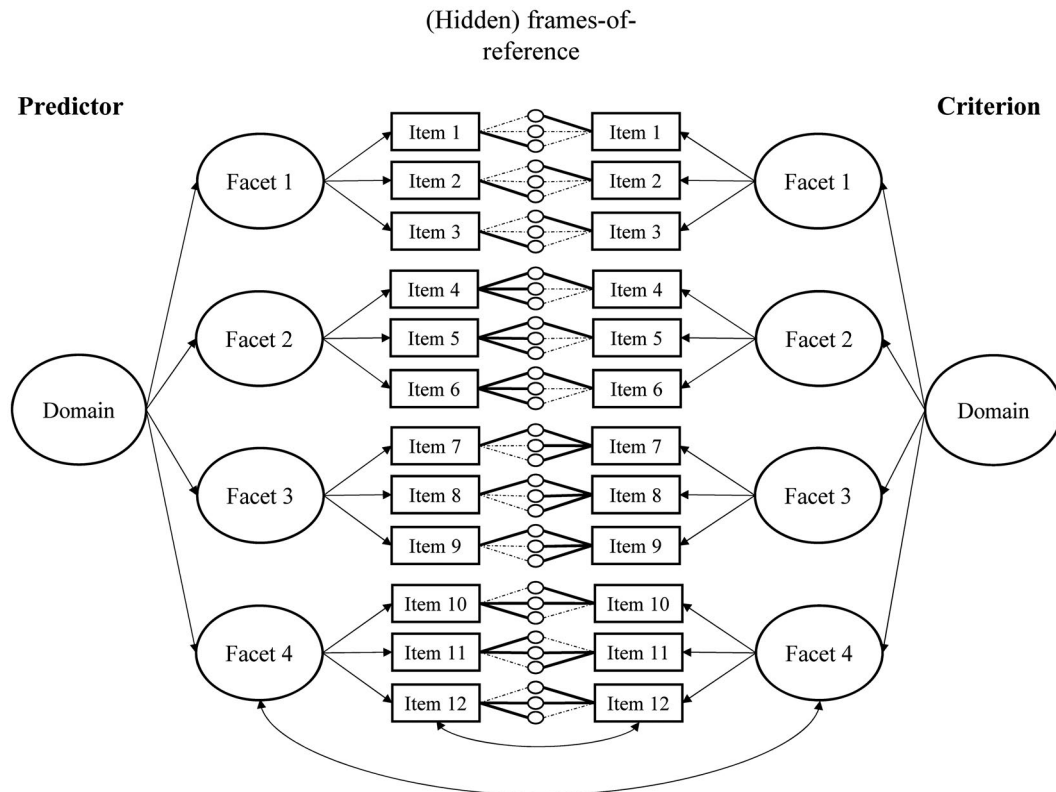 (Hidden) frames-of-
reference
Predictor
Criterion
Item 1
Item 1
Facet 1
Item 2
Item 2
Facet 1
Item 3
Item 3
Item 4
Item 4
Facet 2
Item 5
Item 5
Facet 2
Item 6
Item 6
Domain
Domain
Item 7
Item 7
Facet 3
Item 8
Item 8
Facet 3
Item 9
Item 9
Item 10
Item 10
Facet 4
Item 11
Item 11
Facet 4
Item 12
Item 12